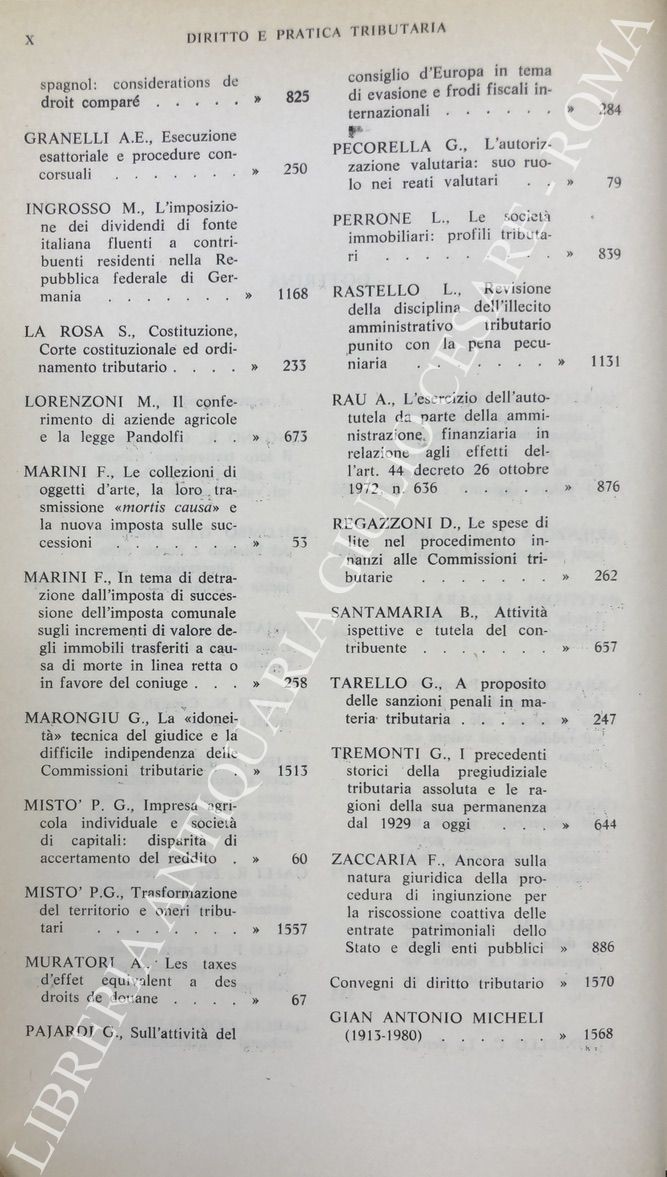 X
DIRITTO E PRATICA TRIBUTARIA
spagnol: considerations de
droit comparé . . . . . » 825
GRANELLI A.E., Esecuzione
esattoriale e procedure con-
corsuali . . . . . . . » 250
INGROSSO M., L'imposizio-
ne dei dividendi di fonte
italiana fluenti a contri-
buenti residenti nella Re-
pubblica federale di Ger-
mania . . . . . . . » 1168
LA ROSA S., Costituzione,
Corte costituzionale ed ordi-
namento tributario . . . . » 233
LORENZONI M., Il confe-
rimento di aziende agricole
e la legge Pandolfi . . » 673
MARINI F., Le collezioni di
oggetti d'arte, la loro tra-
smissione «mortis causa» e
la nuova imposta sulle suc-
cessioni . . . . . . . » 53
MARINI F., In tema di detra-
zione dall'imposta di succes-
sione dell'imposta comunale
sugli incrementi di valore de-
gli immobili trasferiti a cau-
sa di morte in linea retta o
in favore del coniuge . . . » 258
MARONGIU G., La «idonei-
tà» tecnica del giudice e la
difficile indipendenza delle
Commissioni tributarie . » 1513
MISTO' P. G., Impresa agri-
cola individuale e società
di capitali: disparità di
accertamento del reddito . » 60
MISTO' P.G., Trasformazione
del territorio e oneri tribu-
tari . . . . . . . . » 1557
MURATORI A., Les taxes
d'effet equivalent a des
droits de douane . . . . » 67
PAJARDI G., Sull'attività del
consiglio d'Europa in tema
di evasione e frodi fiscali in-
ternazionali . . . . . . » 284
PECORELLA G., L'autoriz-
zazione valutaria: suo ruo-
lo nei reati valutari . . » 79
PERRONE L., Le società
immobiliari: profili tributa-
ri . . . . . . . . . » 839
RASTELLO L., Revisione
della disciplina dell'illecito
amministrativo tributario
punito con la pena pecu-
niaria . . . . . . . » 1131
RAU A., L'esercizio dell'auto-
tutela da parte della ammi-
nistrazione finanziaria in
relazione agli effetti del-
l'art. 44 decreto 26 ottobre
1972, n. 636 . . . . . » 876
REGAZZONI D., Le spese di
lite nel procedimento in-
nanzi alle Commissioni tri-
butarie . . . . . . . » 262
SANTAMARIA B., Attività
ispettive e tutela del con-
tribuente . . . . . . . » 657
TARELLO G., A proposito
delle sanzioni penali in ma-
teria tributaria . . . . . » 247
TREMONTI G., I precedenti
storici della pregiudiziale
tributaria assoluta e le ra-
gioni della sua permanenza
dal 1929 a oggi . . . » 644
ZACCARIA F., Ancora sulla
natura giuridica della pro-
cedura di ingiunzione per
la riscossione coattiva delle
entrate patrimoniali dello
Stato e degli enti pubblici » 886
Convegni di diritto tributario » 1570
GIAN ANTONIO MICHELI
(1913-1980) . . . . . . » 1568
LIBRERIA ANTIQUARIA GIULIO CESARE - ROMA